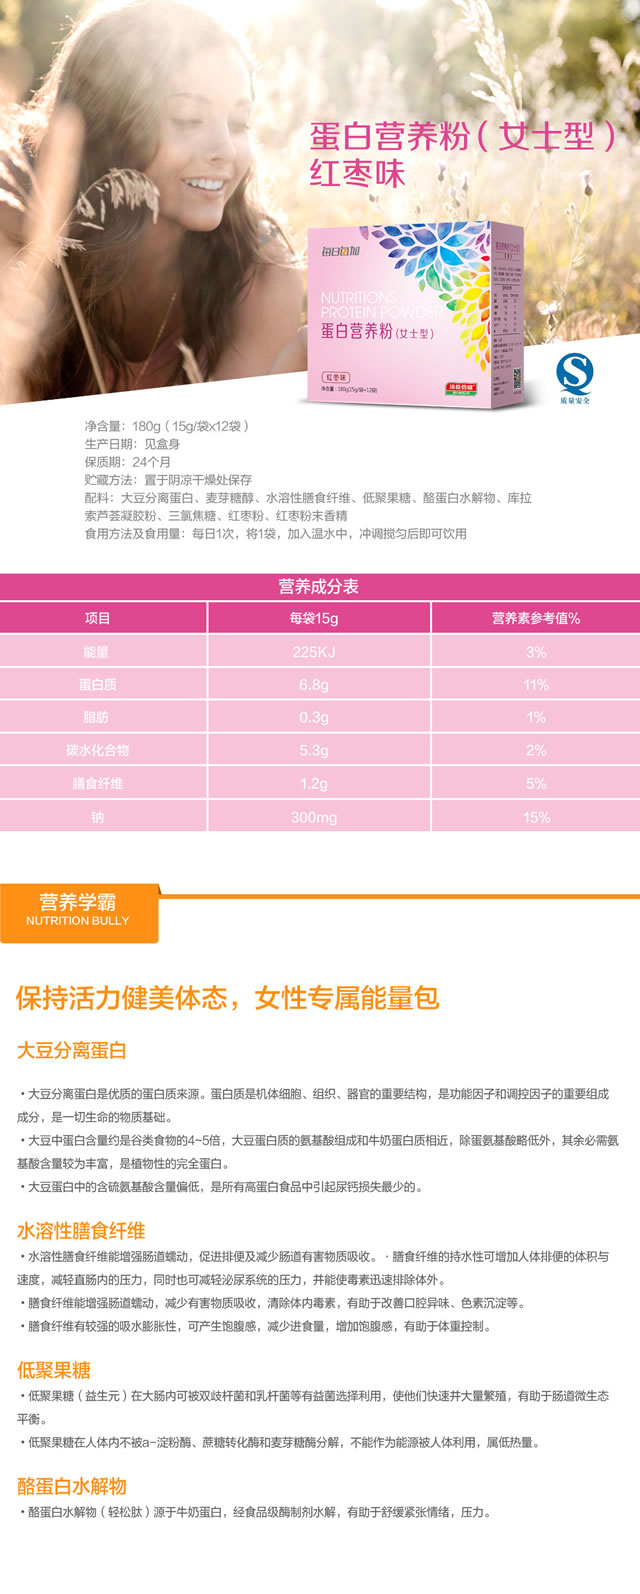 蛋白营养粉（女士型）
红枣味
每日每加
NUTRITIONS
PROTEIN POWDER
蛋白营养粉(女士型)
红枣味
净含量：180g(15g/袋×12袋)
汤臣倍健
质量安全
净含量：180g（15g/袋x12袋）
生产日期：见盒身
保质期：24个月
贮藏方法：置于阴凉干燥处保存
配料：大豆分离蛋白、麦芽糖醇、水溶性膳食纤维、低聚果糖、酪蛋白水解物、库拉
索芦荟凝胶粉、三氯蔗糖、红枣粉、红枣粉末香精
食用方法及食用量：每日1次，将1袋，加入温水中，冲调搅匀后即可饮用
营养成分表
项目 每袋15g 营养素参考值%
能量 225KJ 3%
蛋白质 6.8g 11%
脂肪 0.3g 1%
碳水化合物 5.3g 2%
膳食纤维 1.2g 5%
钠 300mg 15%
营养学霸
NUTRITION BULLY
保持活力健美体态，女性专属能量包
大豆分离蛋白
·大豆分离蛋白是优质的蛋白质来源。蛋白质是机体细胞、组织、器官的重要结构，是功能因子和调控因子的重要组成
成分，是一切生命的物质基础。
·大豆中蛋白含量约是谷类食物的4~5倍，大豆蛋白质的氨基酸组成和牛奶蛋白质相近，除蛋氨基酸略低外，其余必需氨
基酸含量较为丰富，是植物性的完全蛋白。
·大豆蛋白中的含硫氨基酸含量偏低，是所有高蛋白食品中引起尿钙损失最少的。
水溶性膳食纤维
·水溶性膳食纤维能增强肠道蠕动，促进排便及减少肠道有害物质吸收。·膳食纤维的持水性可增加人体排便的体积与
速度，减轻直肠内的压力，同时也可减轻泌尿系统的压力，并能使毒素迅速排除体外。
·膳食纤维能增强肠道蠕动，减少有害物质吸收，清除体内毒素，有助于改善口腔异味、色素沉淀等。
·膳食纤维有较强的吸水膨胀性，可产生饱腹感，减少进食量，增加饱腹感，有助于体重控制。
低聚果糖
·低聚果糖（益生元）在大肠内可被双歧杆菌和乳杆菌等有益菌选择利用，使他们快速并大量繁殖，有助于肠道微生态
平衡。
·低聚果糖在人体内不被a-淀粉酶、蔗糖转化酶和麦芽糖酶分解，不能作为能源被人体利用，属低热量。
酪蛋白水解物
·酪蛋白水解物（轻松肽）源于牛奶蛋白，经食品级酶制剂水解，有助于舒缓紧张情绪，压力。